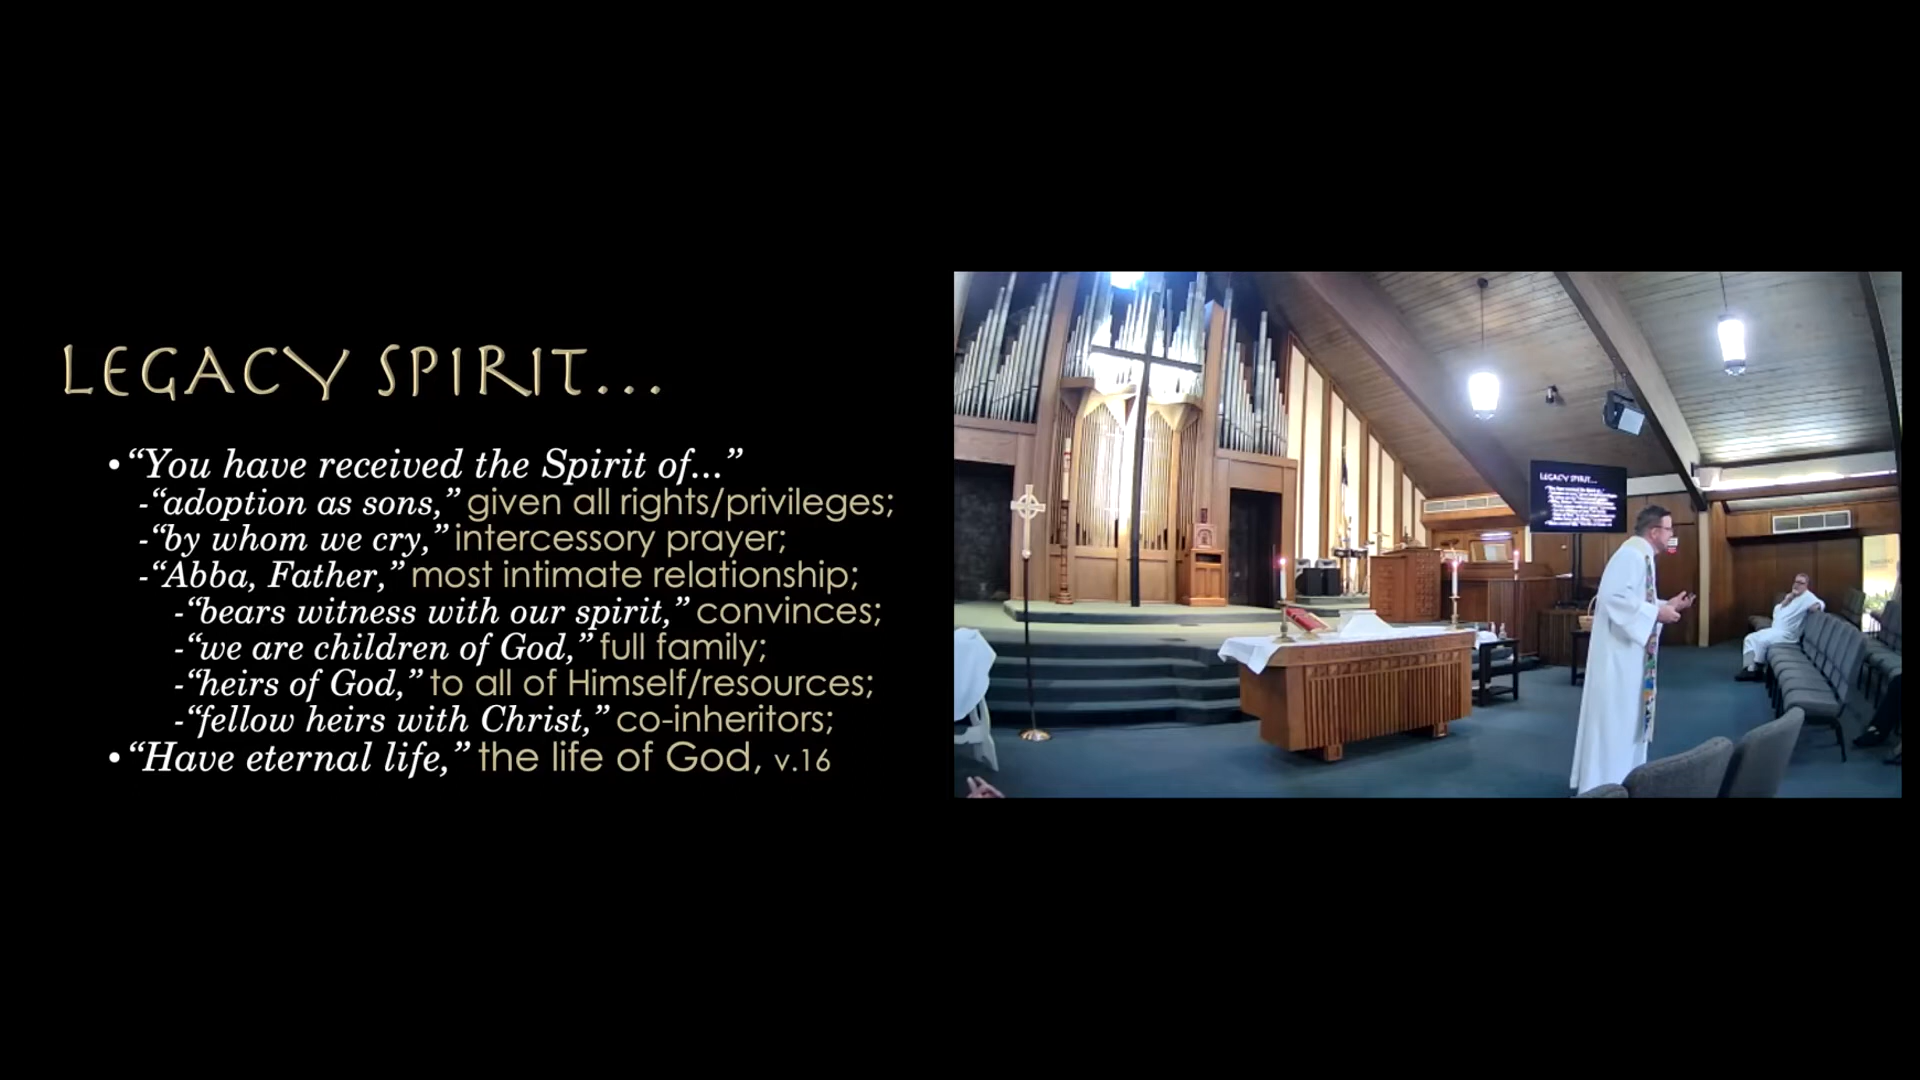 LEGACY SPIRIT...
•“You have received the Spirit of...”
-“adoption as sons,” given all rights/privileges;
-“by whom we cry,” intercessory prayer;
-“Abba, Father,” most intimate relationship;
-“bears witness with our spirit,” convinces;
-“we are children of God,” full family;
-“heirs of God,” to all of Himself/resources;
-“fellow heirs with Christ,” co-inheritors;
•“Have eternal life,” the life of God, v.16
LEGACY SPIRIT...